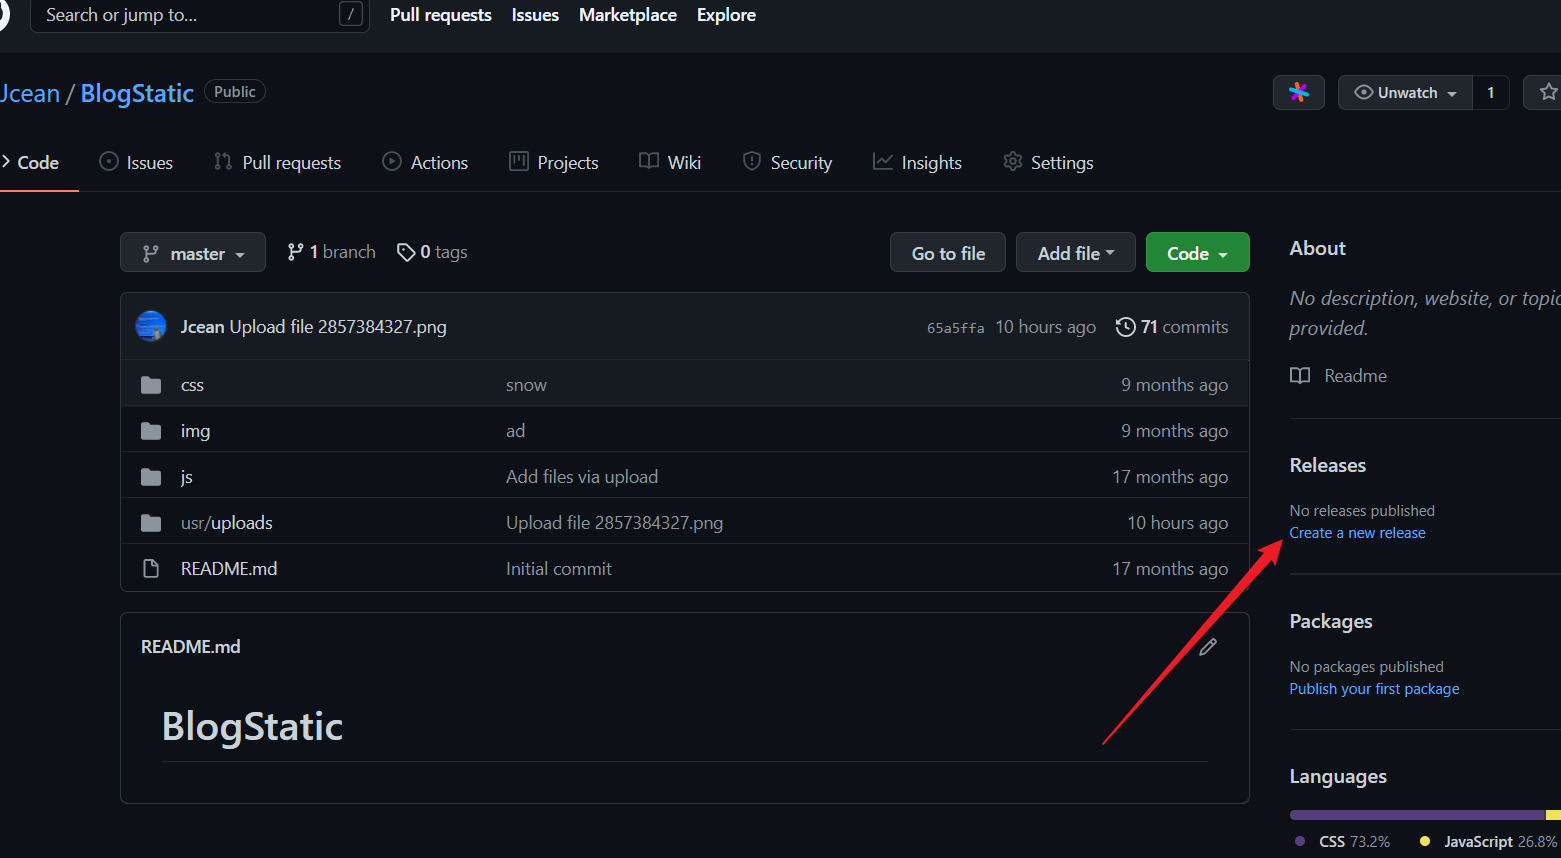 Search or jump to... /
Pull requests Issues Marketplace Explore
Jcean / BlogStatic Public
Unwatch 1
Code Issues Pull requests Actions Projects Wiki Security Insights Settings
master 1 branch 0 tags
Go to file Add file Code
Jcean Upload file 2857384327.png 65a5ffa 10 hours ago 71 commits
css snow 9 months ago
img ad 9 months ago
js Add files via upload 17 months ago
usr/uploads Upload file 2857384327.png 10 hours ago
README.md Initial commit 17 months ago
README.md
BlogStatic
About
No description, website, or topic
provided.
Readme
Releases
No releases published
Create a new release
Packages
No packages published
Publish your first package
Languages
CSS 73.2% JavaScript 26.8%